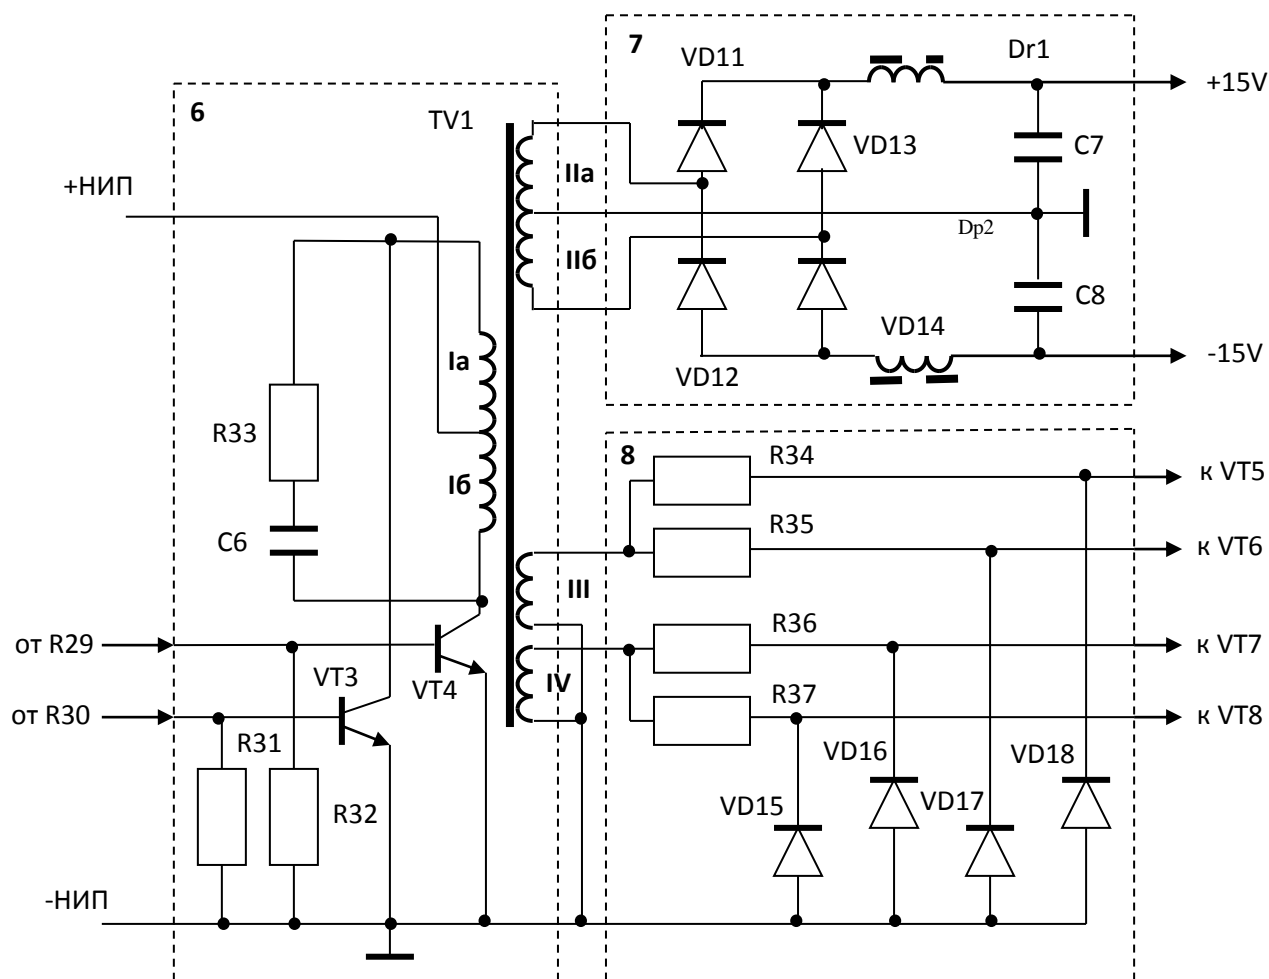 7
VD11
Dr1
+15V
6
TV1
VD13
C7
+НИП
IIа
Dp2
IIб
C8
VD14
-15V
Iа
VD12
R33
8
R34
к VT5
Iб
R35
C6
к VT6
III
от R29
R36
к VT7
VT3
VT4
IV
R37
от R30
к VT8
R31
VD16
VD18
VD15
VD17
R32
-НИП